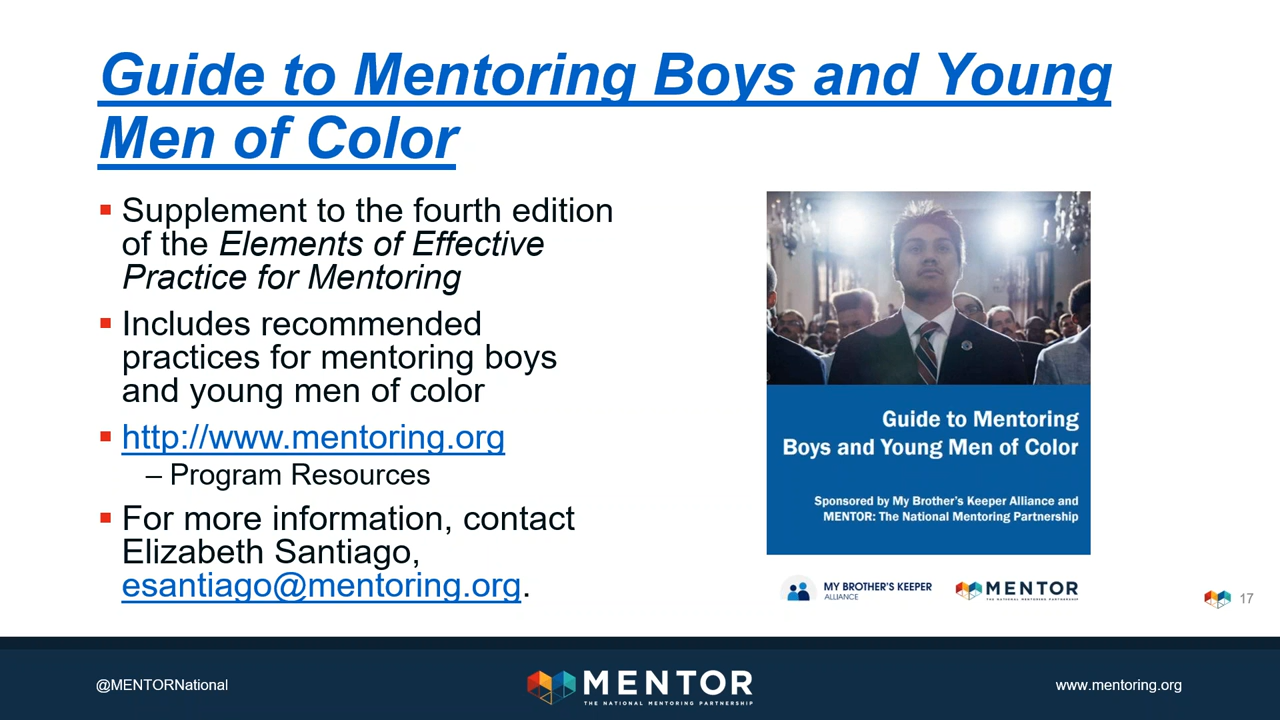 Guide to Mentoring Boys and Young
Men of Color
Supplement to the fourth edition
of the Elements of Effective
Practice for Mentoring
Includes recommended
practices for mentoring boys
and young men of color
http://www.mentoring.org
– Program Resources
For more information, contact
Elizabeth Santiago,
esantiago@mentoring.org.
Guide to Mentoring
Boys and Young Men of Color
Sponsored by My Brother's Keeper Alliance and
MENTOR: The National Mentoring Partnership
MY BROTHER'S KEEPER
ALLIANCE
MENTOR
THE NATIONAL MENTORING PARTNERSHIP
17
@MENTORNational
MENTOR
THE NATIONAL MENTORING PARTNERSHIP
www.mentoring.org